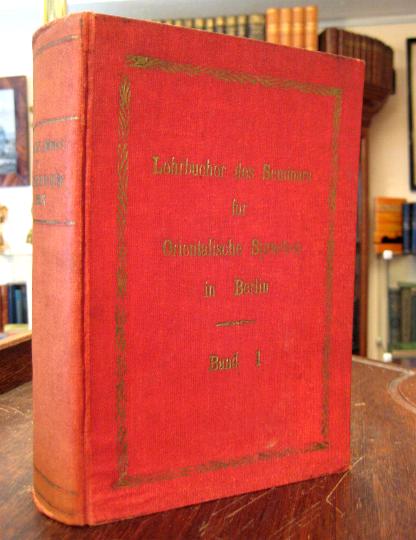 Lehrbücher des Seminars
für
Orientalische Sprachen
in Berlin
Band 1